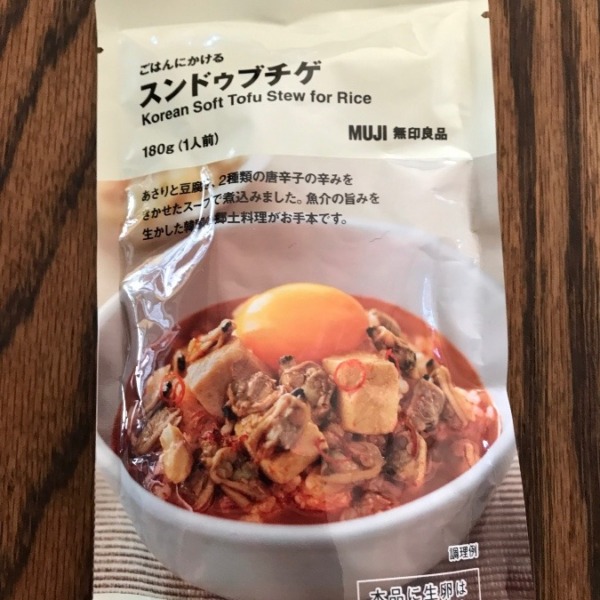 ごはんにかける
スンドゥブチゲ
Korean Soft Tofu Stew for Rice
180g (1人前)
MUJI 無印良品
あさりと豆腐、2種類の唐辛子の辛みを
きかせたスープで煮込みました。魚介の旨みを
生かした 郷土料理がお手本です。
調理例
本品に生卵は